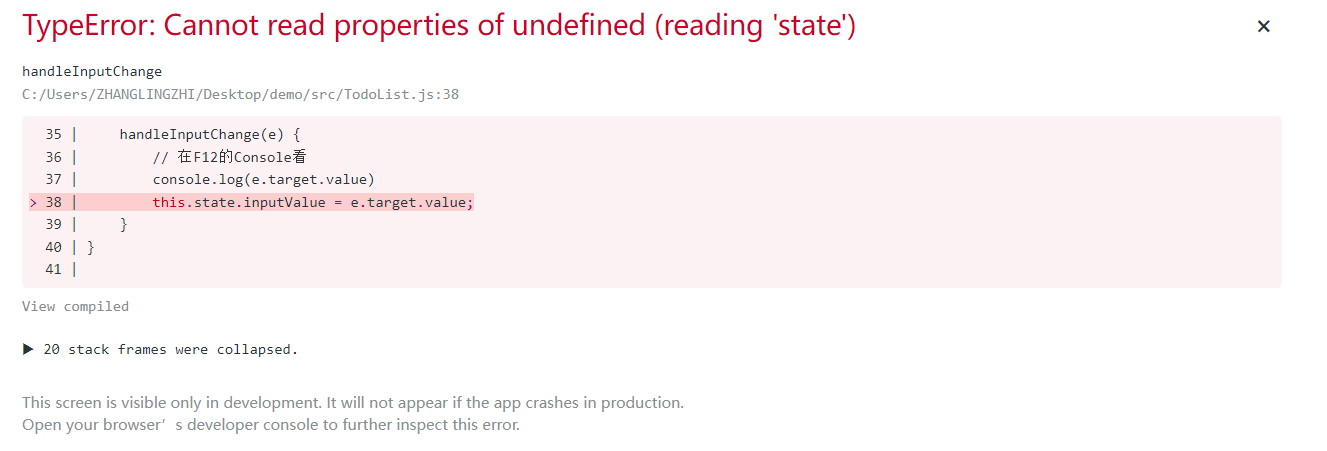 TypeError: Cannot read properties of undefined (reading 'state')
×
handleInputChange
C:/Users/ZHANGLINGZHI/Desktop/demo/src/TodoList.js:38
35 | handleInputChange(e) {
36 | // 在F12的Console看
37 | console.log(e.target.value)
> 38 | this.state.inputValue = e.target.value;
39 | }
40 | }
41 |
View compiled
▶ 20 stack frames were collapsed.
This screen is visible only in development. It will not appear if the app crashes in production.
Open your browser’s developer console to further inspect this error.